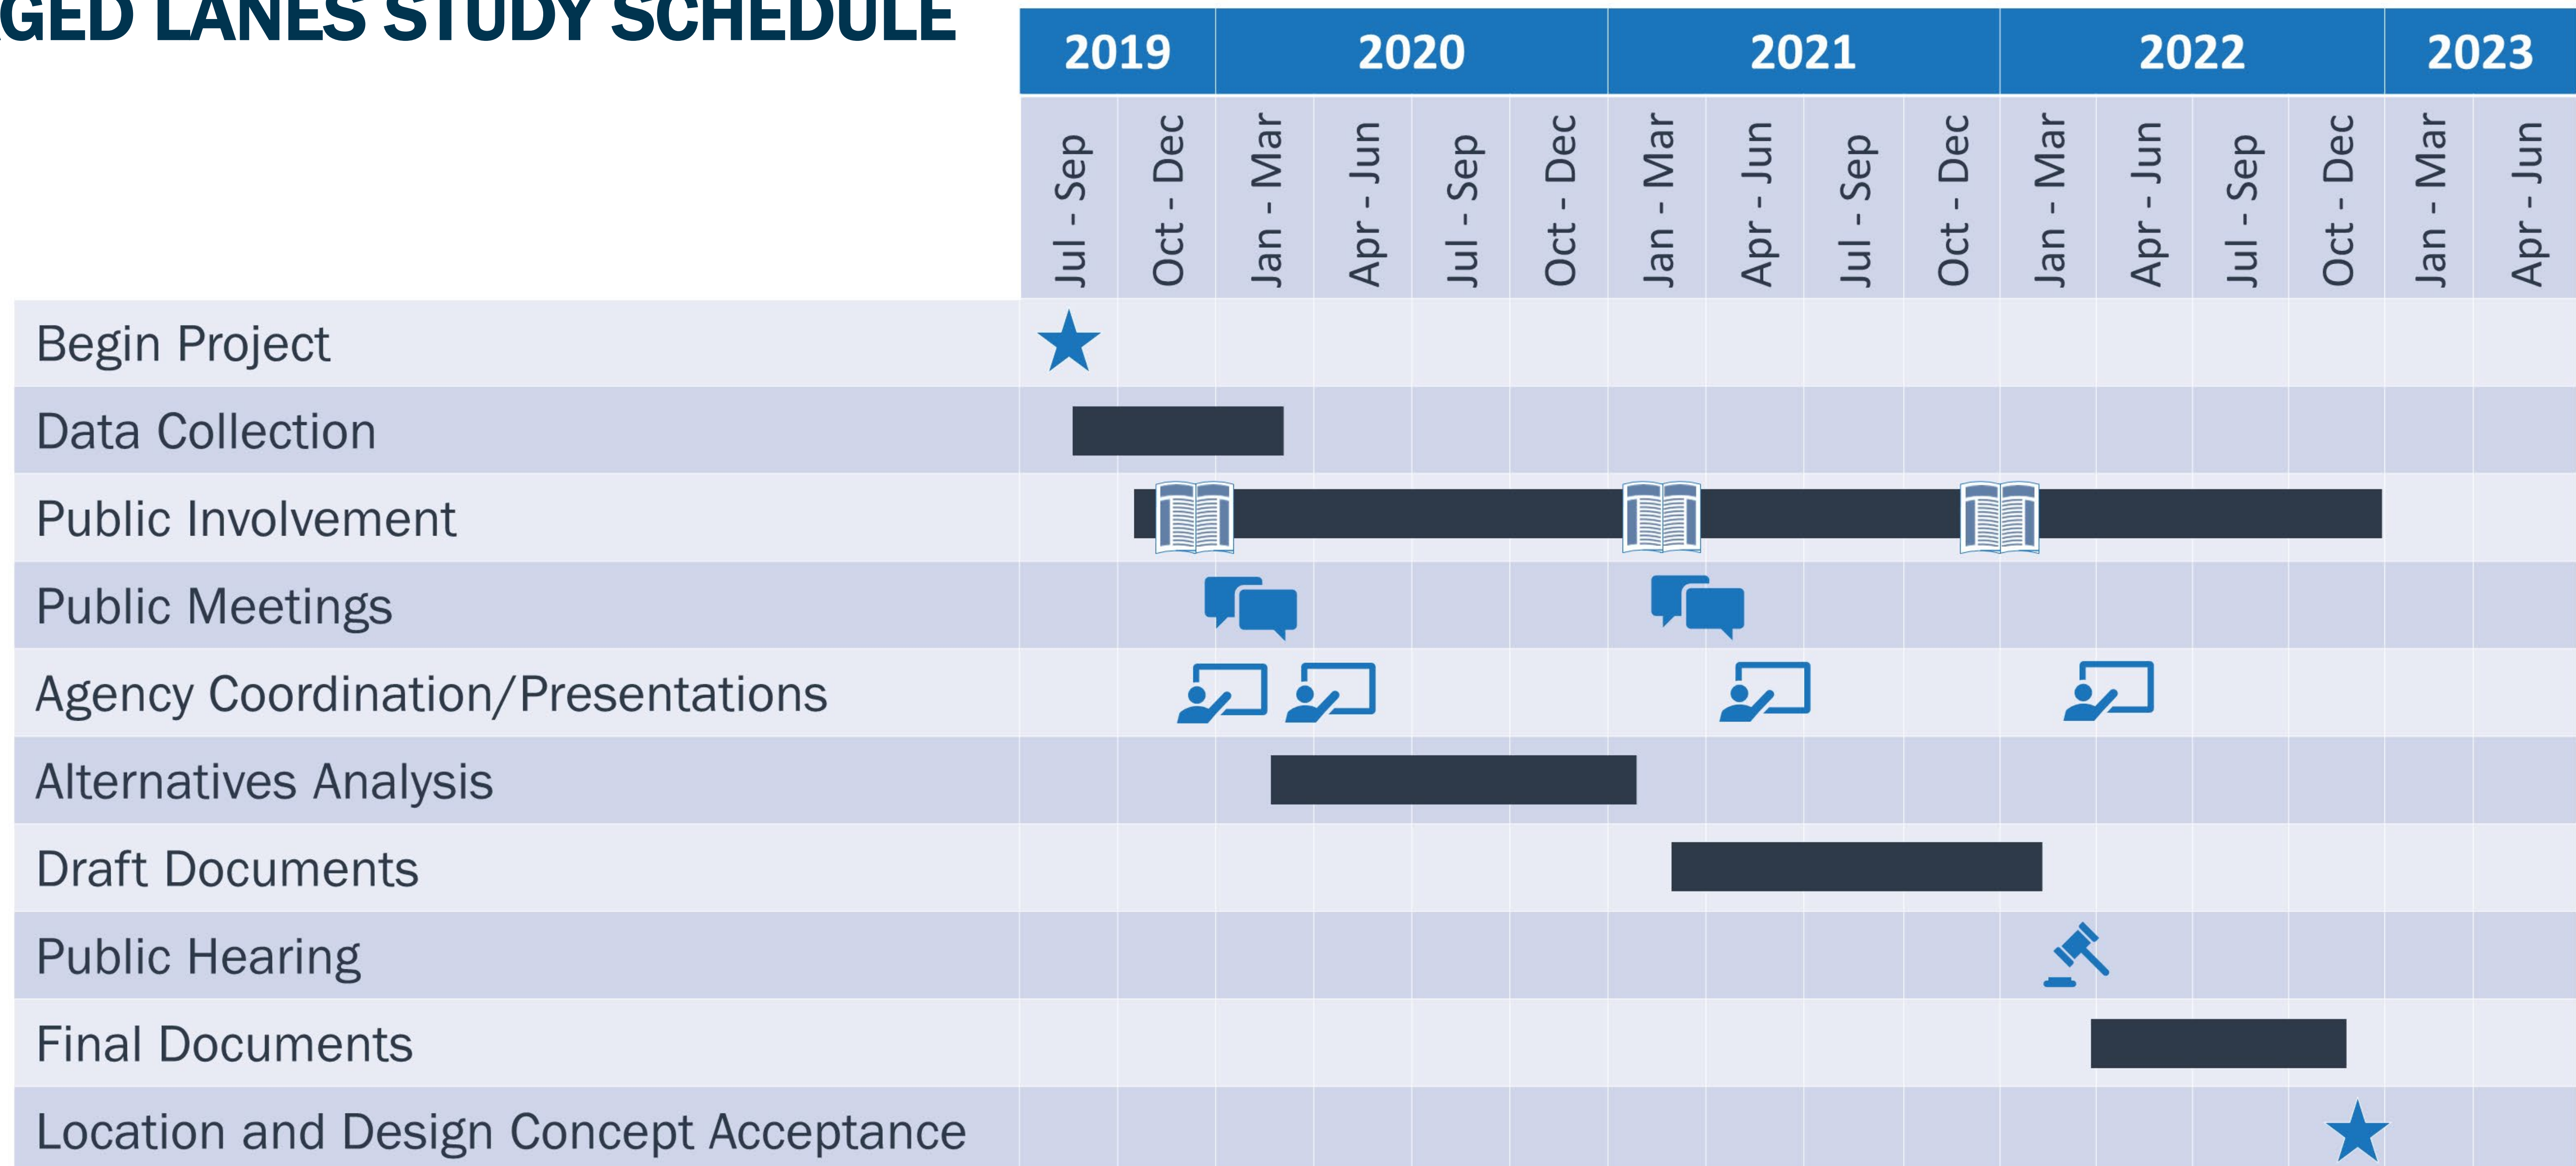 LANES STUDY SCHEDULE
2019 2020 2021 2022 2023
Jul - Sep Oct - Dec Jan - Mar Apr - Jun Jul - Sep Oct - Dec Jan - Mar Apr - Jun Jul - Sep Oct - Dec Jan - Mar Apr - Jun Jul - Sep Oct - Dec Jan - Mar Apr - Jun
Begin Project
Data Collection
Public Involvement
Public Meetings
Agency Coordination/Presentations
Alternatives Analysis
Draft Documents
Public Hearing
Final Documents
Location and Design Concept Acceptance